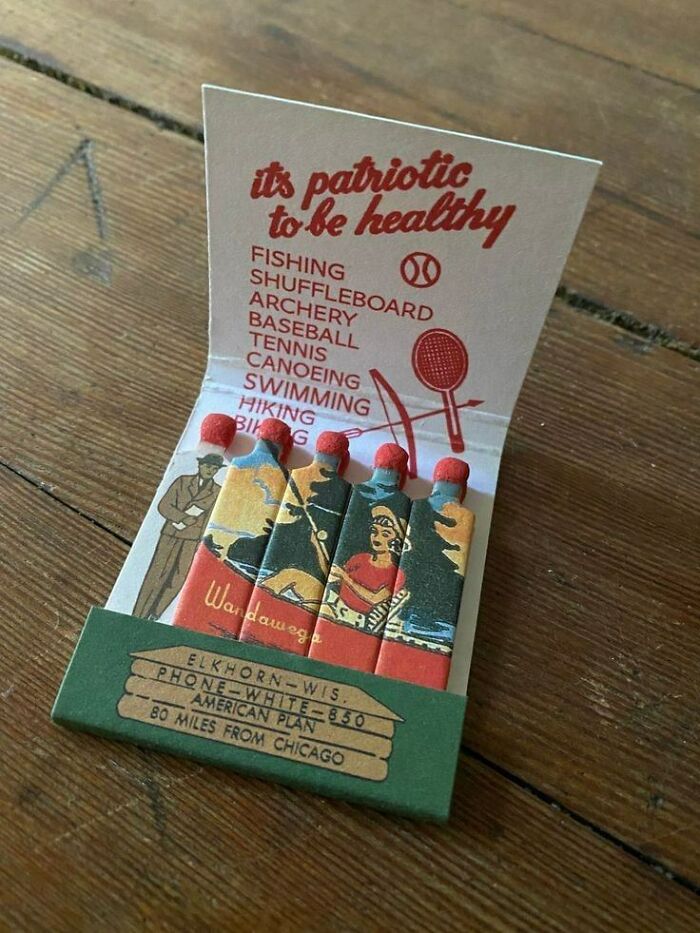 it's patriotic
to be healthy
FISHING
SHUFFLEBOARD
ARCHERY
BASEBALL
TENNIS
CANOEING
SWIMMING
HIKING
Wandawega
ELKHORN-WIS.
PHONE-WHITE-850
AMERICAN PLAN
80 MILES FROM CHICAGO